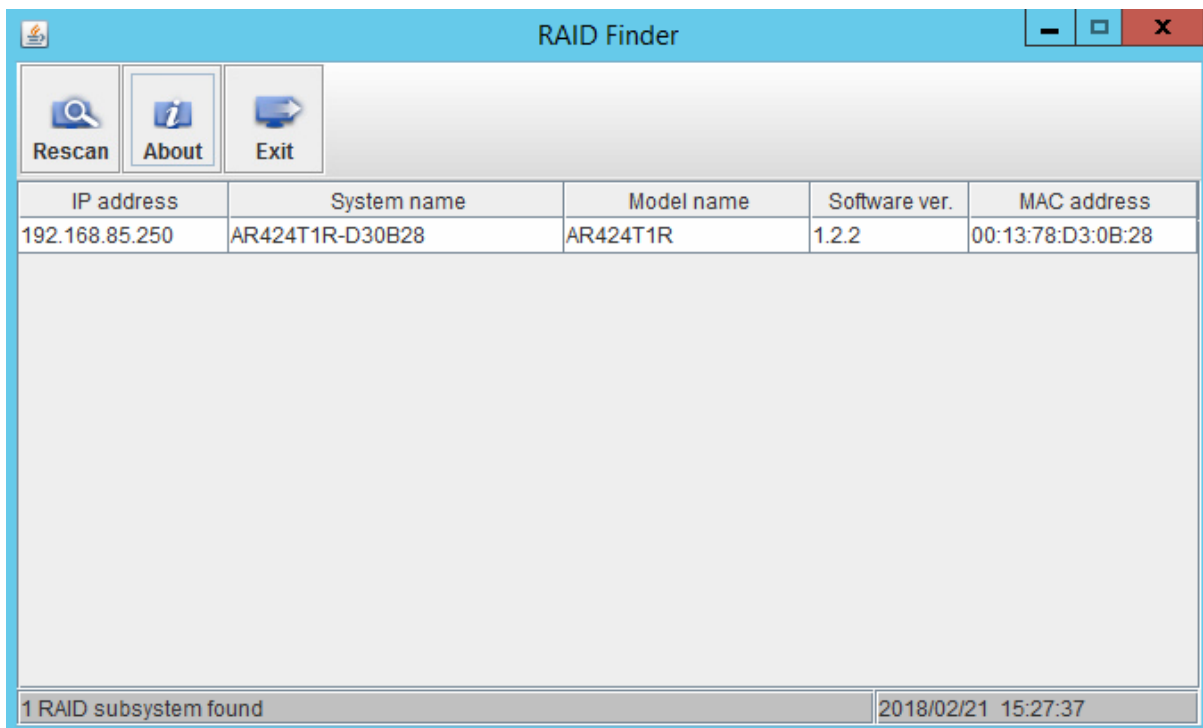 RAID Finder
Rescan About Exit
IP address System name Model name Software ver. MAC address
192.168.85.250 AR424T1R-D30B28 AR424T1R 1.2.2 00:13:78:D3:0B:28
1 RAID subsystem found 2018/02/21 15:27:37